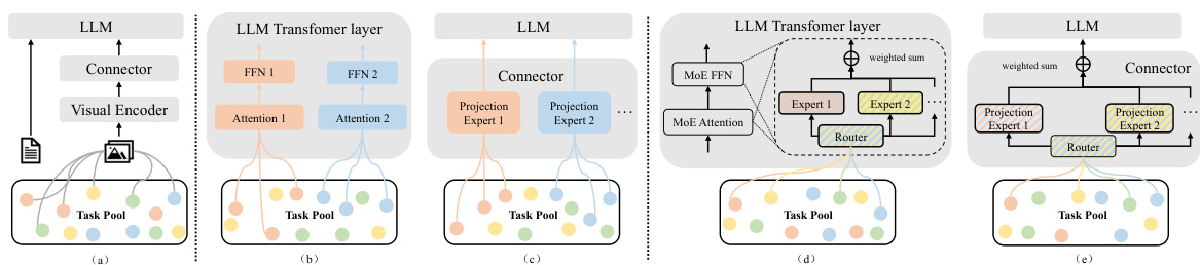 LLM
Connector
Visual Encoder
Task Pool
(a)
LLM Transfomer layer
FFN 1
FFN 2
Attention 1
Attention 2
Task Pool
(b)
LLM
Connector
Projection
Expert 1
Projection
Expert 2
...
Task Pool
(c)
LLM Transfomer layer
MoE FFN
MoE Attention
weighted sum
Expert 1
Expert 2
...
Router
Task Pool
(d)
LLM
weighted sum
Connector
Projection
Expert 1
Projection
Expert 2
...
Router
Task Pool
(e)